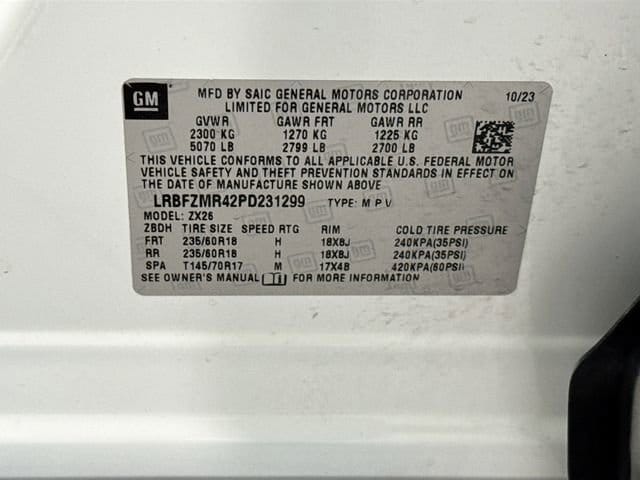 GM
MFD BY SAIC GENERAL MOTORS CORPORATION
LIMITED FOR GENERAL MOTORS LLC
10/23
GVWR GAWR FRT GAWR RR
2300 KG 1270 KG 1225 KG
5070 LB 2799 LB 2700 LB
THIS VEHICLE CONFORMS TO ALL APPLICABLE U.S. FEDERAL MOTOR
VEHICLE SAFETY AND THEFT PREVENTION STANDARDS IN EFFECT ON
THE DATE OF MANUFACTURE SHOWN ABOVE
LRBFZMR42PD231299 TYPE: M P V
MODEL: ZX26
ZBDH TIRE SIZE SPEED RTG RIM COLD TIRE PRESSURE
FRT 235/60R18 H 18X8J 240KPA(35PSI)
RR 235/60R18 H 18X8J 240KPA(35PSI)
SPA T145/70R17 M 17X4B 420KPA(60PSI)
SEE OWNER'S MANUAL FOR MORE INFORMATION